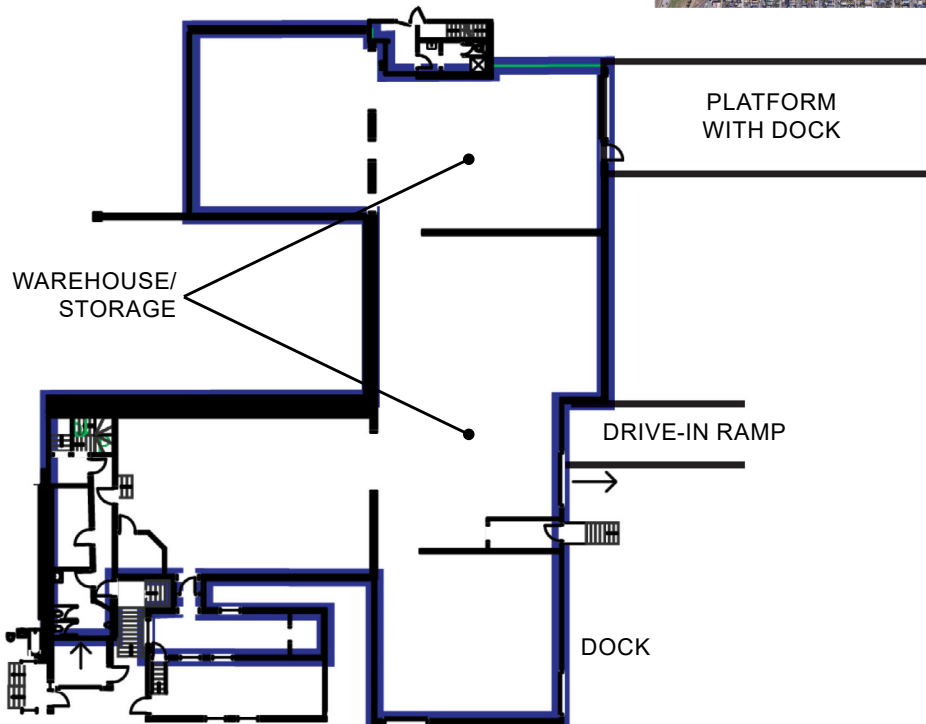 PLATFORM
WITH DOCK
WAREHOUSE/
STORAGE
DRIVE-IN RAMP
DOCK